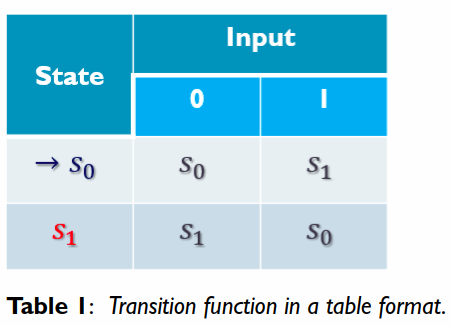 Input
State
0 1
→ s₀ s₀ s₁
s₁ s₁ s₀
Table 1: Transition function in a table format.